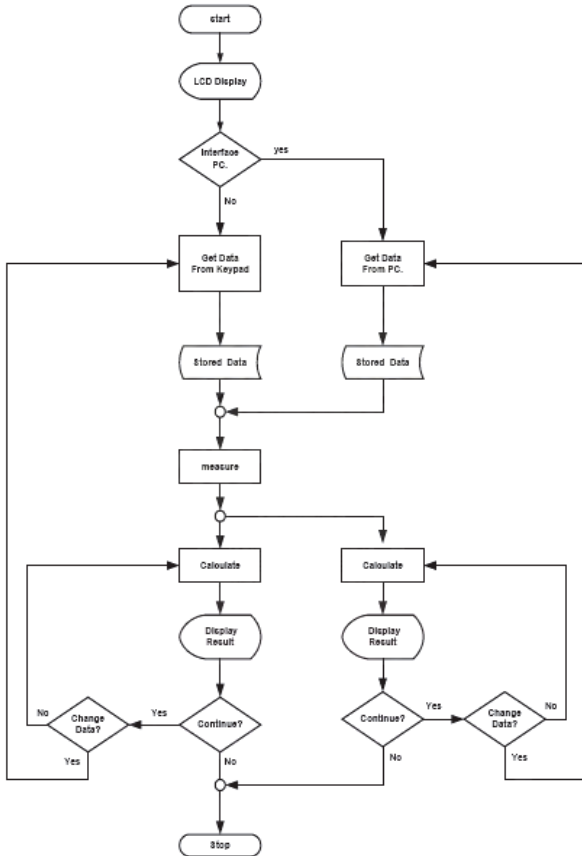 start
LCD Display
Interface
PC.
yes
No
Get Data
From Keypad
Get Data
From PC.
Stored Data
Stored Data
measure
Calculate
Calculate
Display
Result
Display
Result
No
Change
Data?
Yes
Continue?
Continue?
Yes
Change
Data?
No
Yes
No
No
Yes
Stop